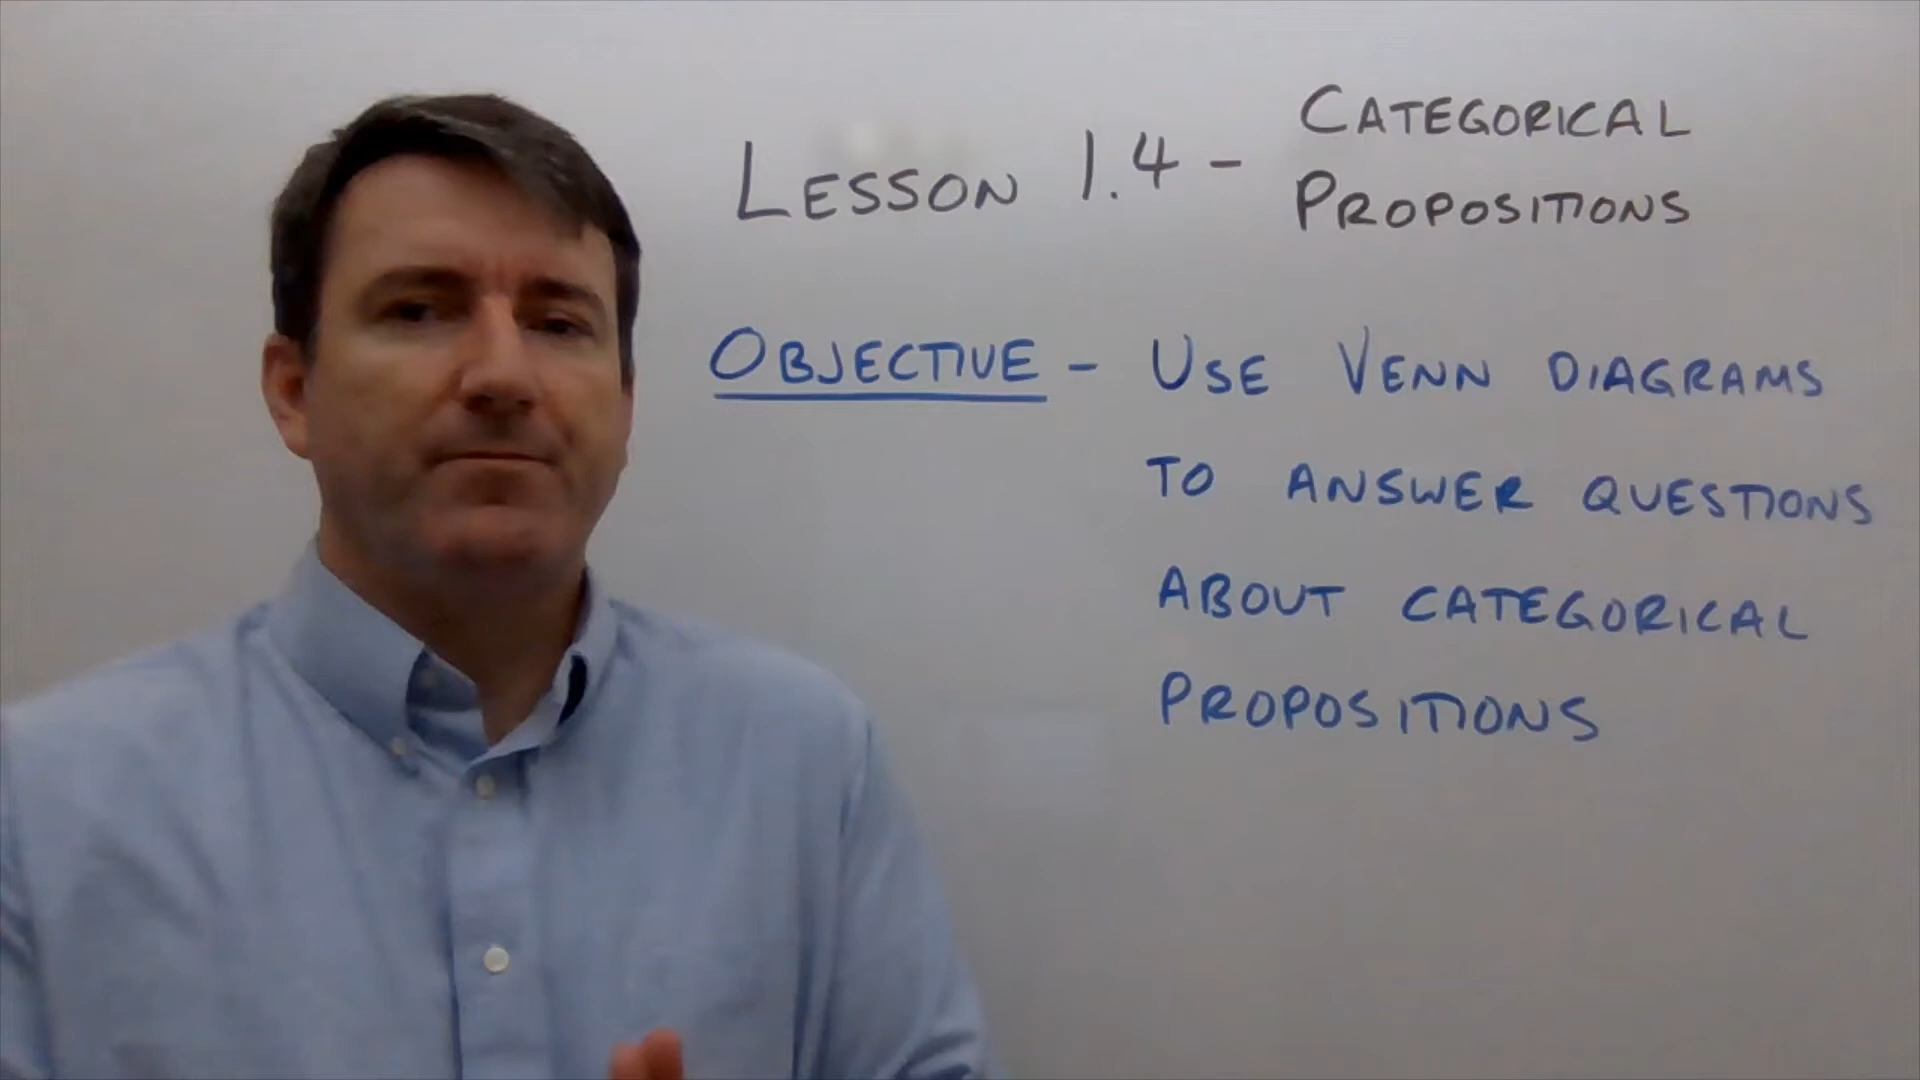 LESSON 1.4 - CATEGORICAL
PROPOSITIONS
OBJECTIVE - USE VENN DIAGRAMS
TO ANSWER QUESTIONS
ABOUT CATEGORICAL
PROPOSITIONS